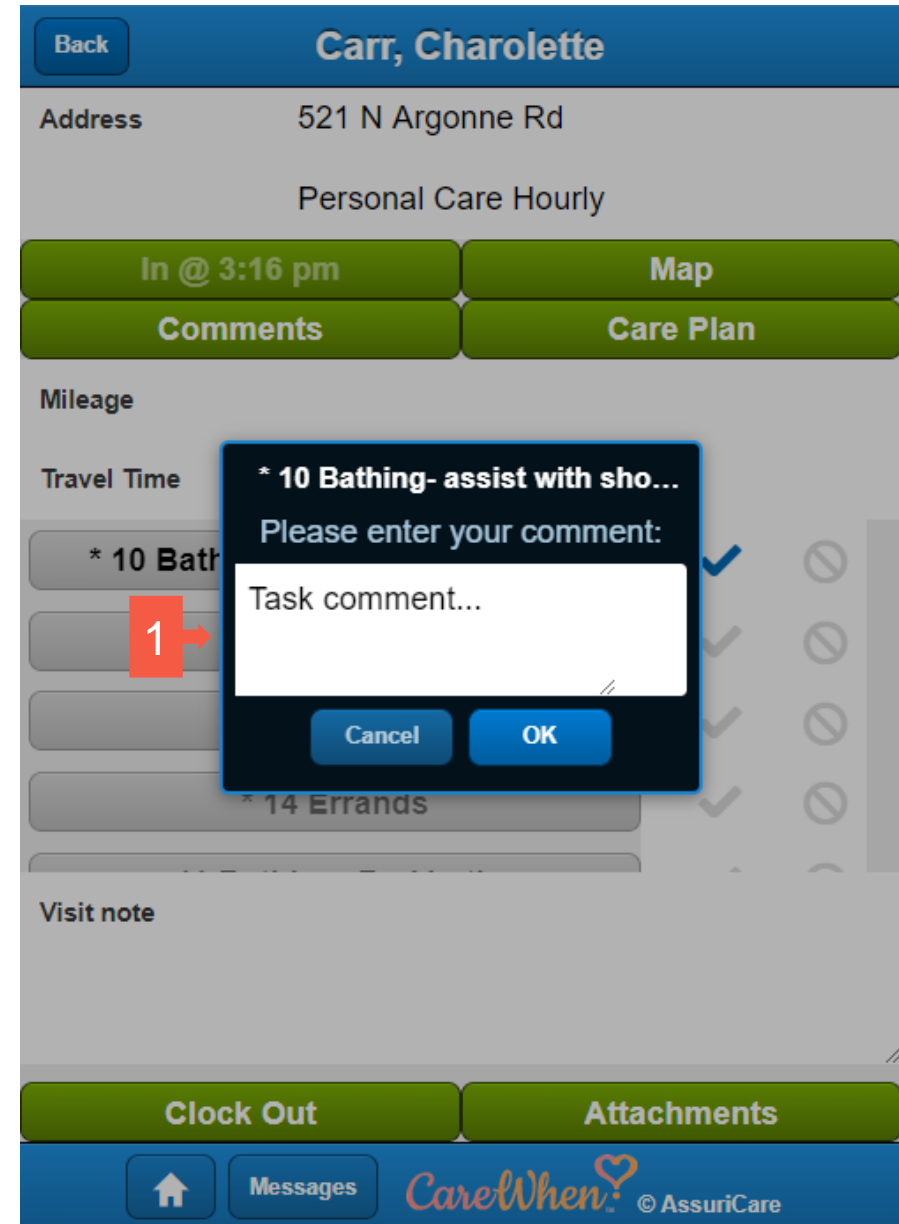 Back
Carr, Charolette
Address 521 N Argonne Rd
Personal Care Hourly
In @ 3:16 pm Map
Comments Care Plan
Mileage
Travel Time
* 10 Bathing- assist with sho...
Please enter your comment:
* 10 Bath
Task comment...
1
Cancel OK
* 14 Errands
Visit note
Clock Out Attachments
Messages CareWhen? © AssuriCare